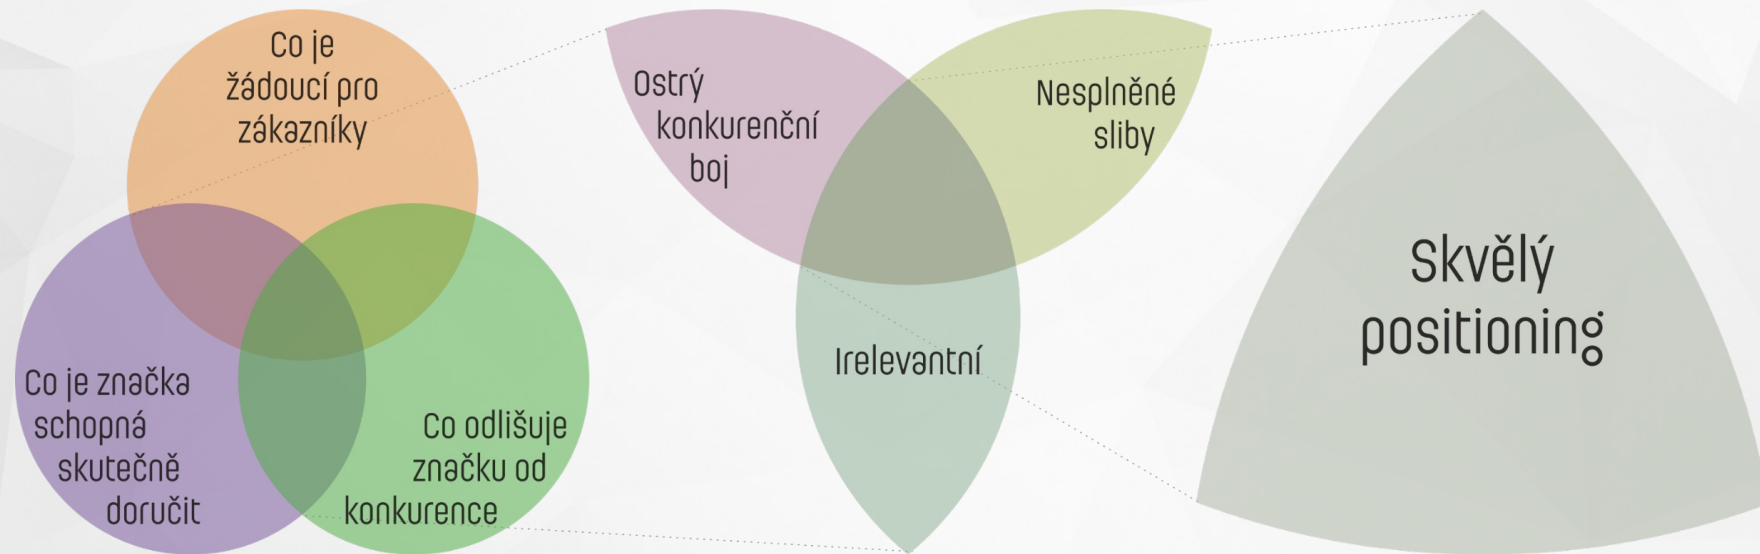 Co je
žádoucí pro
zákazníky
Co je značka
schopná
skutečně
doručit
Co odlišuje
značku od
konkurence
Ostrý
konkurenční
boj
Nesplněné
sliby
Irelevantní
Skvělý
positioning